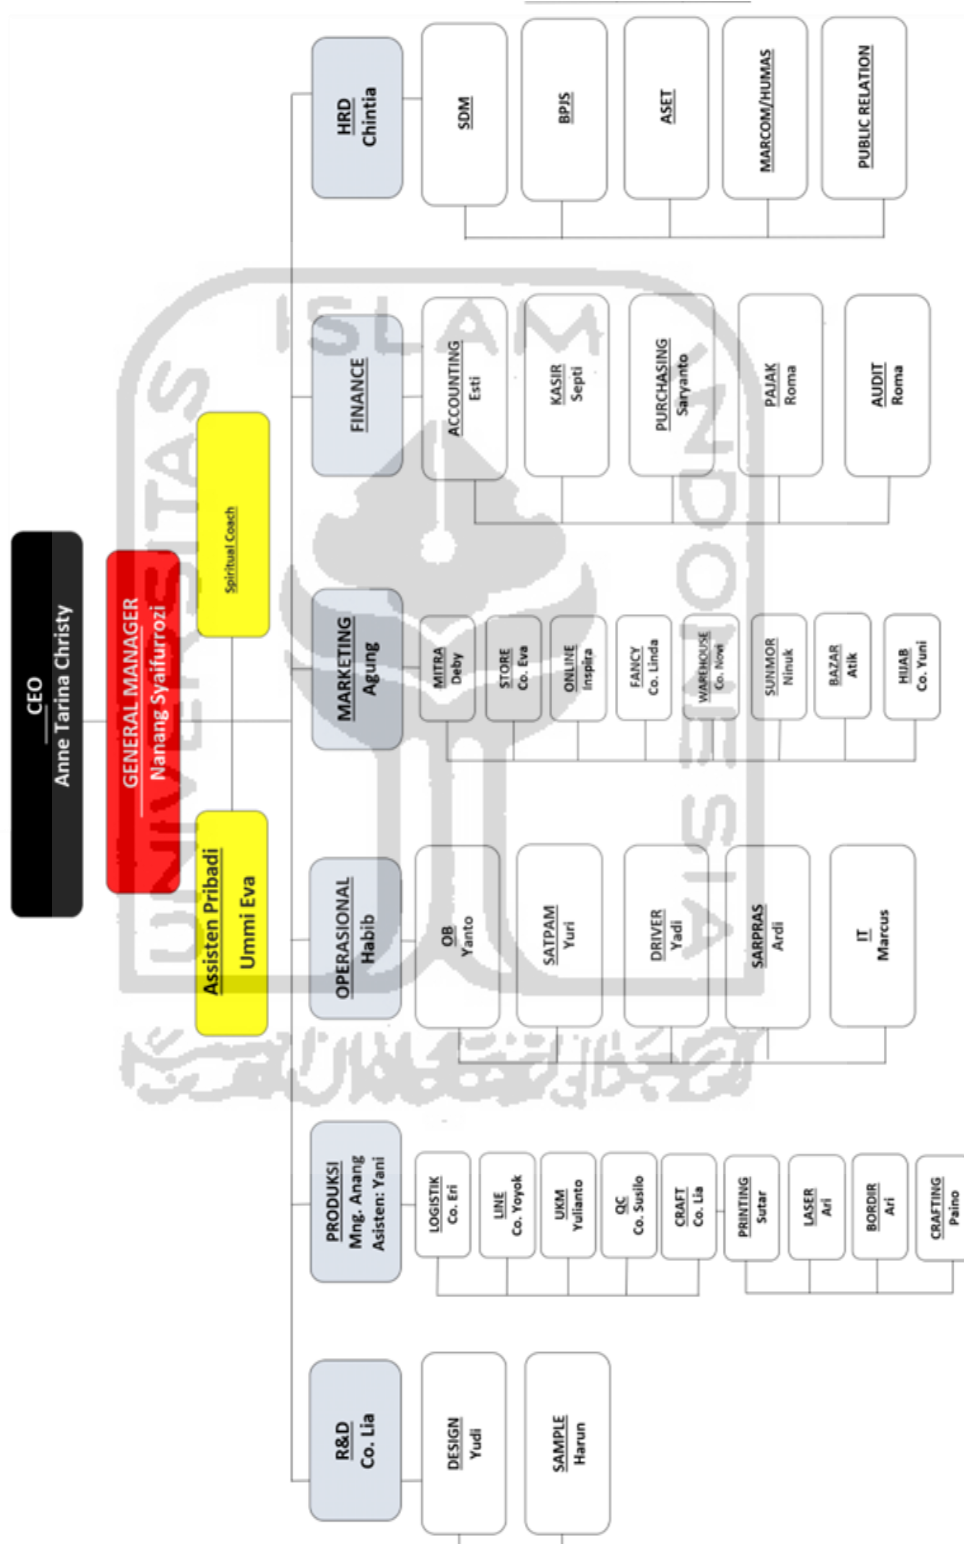 CEO
Anne Tarina Christy
GENERAL MANAGER
Nanang Syaifurrozi
Assisten Pribadi
Ummi Eva
Spiritual Coach
R&D
Co. Lia
DESIGN
Yudi
SAMPLE
Harun
PRODUKSI
Mng. Anang
Asisten: Yani
LOGISTIK
Co. Eri
LINE
Co. Yoyok
UKM
Yulianto
QC
Co. Susilo
CRAFT
Co. Lia
PRINTING
Sutar
LASER
Ari
BORDIR
Ari
CRAFTING
Paino
OPERASIONAL
Habib
OB
Yanto
SATPAM
Yuri
DRIVER
Yadi
SARPRAS
Ardi
IT
Marcus
MARKETING
Agung
MITRA
Deby
STORE
Co. Eva
ONLINE
Inspira
FANCY
Co. Linda
WAREHOUSE
Co. Novi
SUNMOR
Ninuk
BAZAR
Atik
HIJAB
Co. Yuni
FINANCE
ACCOUNTING
Esti
KASIR
Septi
PURCHASING
Saryanto
PAJAK
Roma
AUDIT
Roma
HRD
Chintia
SDM
BPJS
ASET
MARCOM/HUMAS
PUBLIC RELATION
UNIVERSITAS
ISLAM
INDONESIA